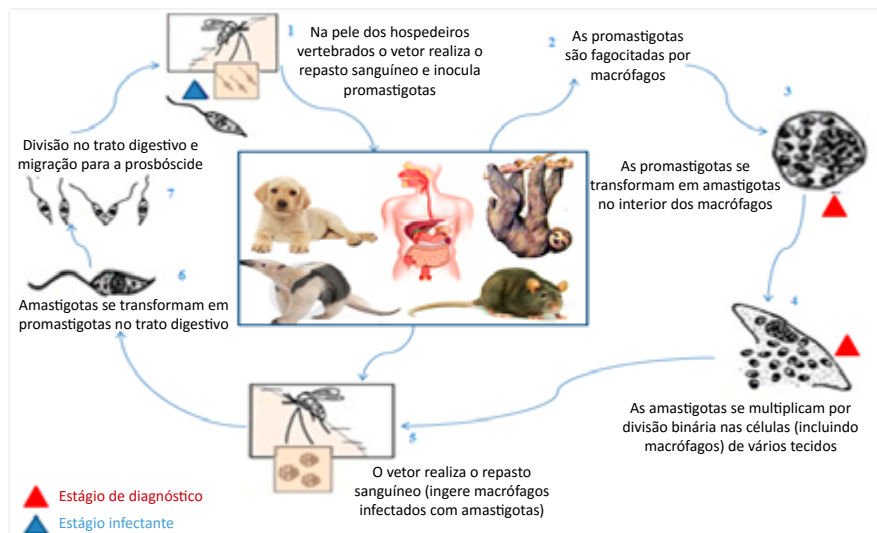 1
Na pele dos hospedeiros
vertebrados o vetor realiza o
repasto sanguíneo e inocula
promastigotas
2
As promastigotas
são fagocitadas por
macrófagos
3
As promastigotas se
transformam em amastigotas
no interior dos macrófagos
4
As amastigotas se multiplicam por
divisão binária nas células (incluindo
macrófagos) de vários tecidos
5
O vetor realiza o repasto
sanguíneo (ingere macrófagos
infectados com amastigotas)
6
Amastigotas se transformam em
promastigotas no trato digestivo
7
Divisão no trato digestivo e
migração para a prosbóscide
Estágio de diagnóstico
Estágio infectante